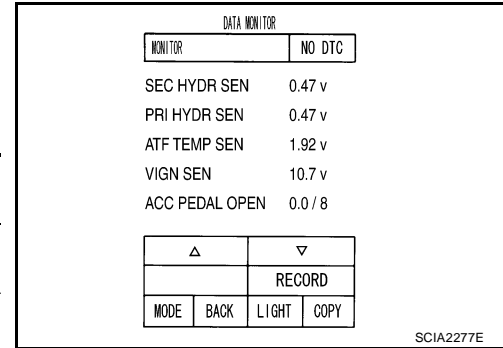 DATA MONITOR
MONITOR NO DTC
SEC HYDR SEN 0.47 v
PRI HYDR SEN 0.47 v
ATF TEMP SEN 1.92 v
VIGN SEN 10.7 v
ACC PEDAL OPEN 0.0 / 8
△ ▽
RECORD
MODE BACK LIGHT COPY
SCIA2277E